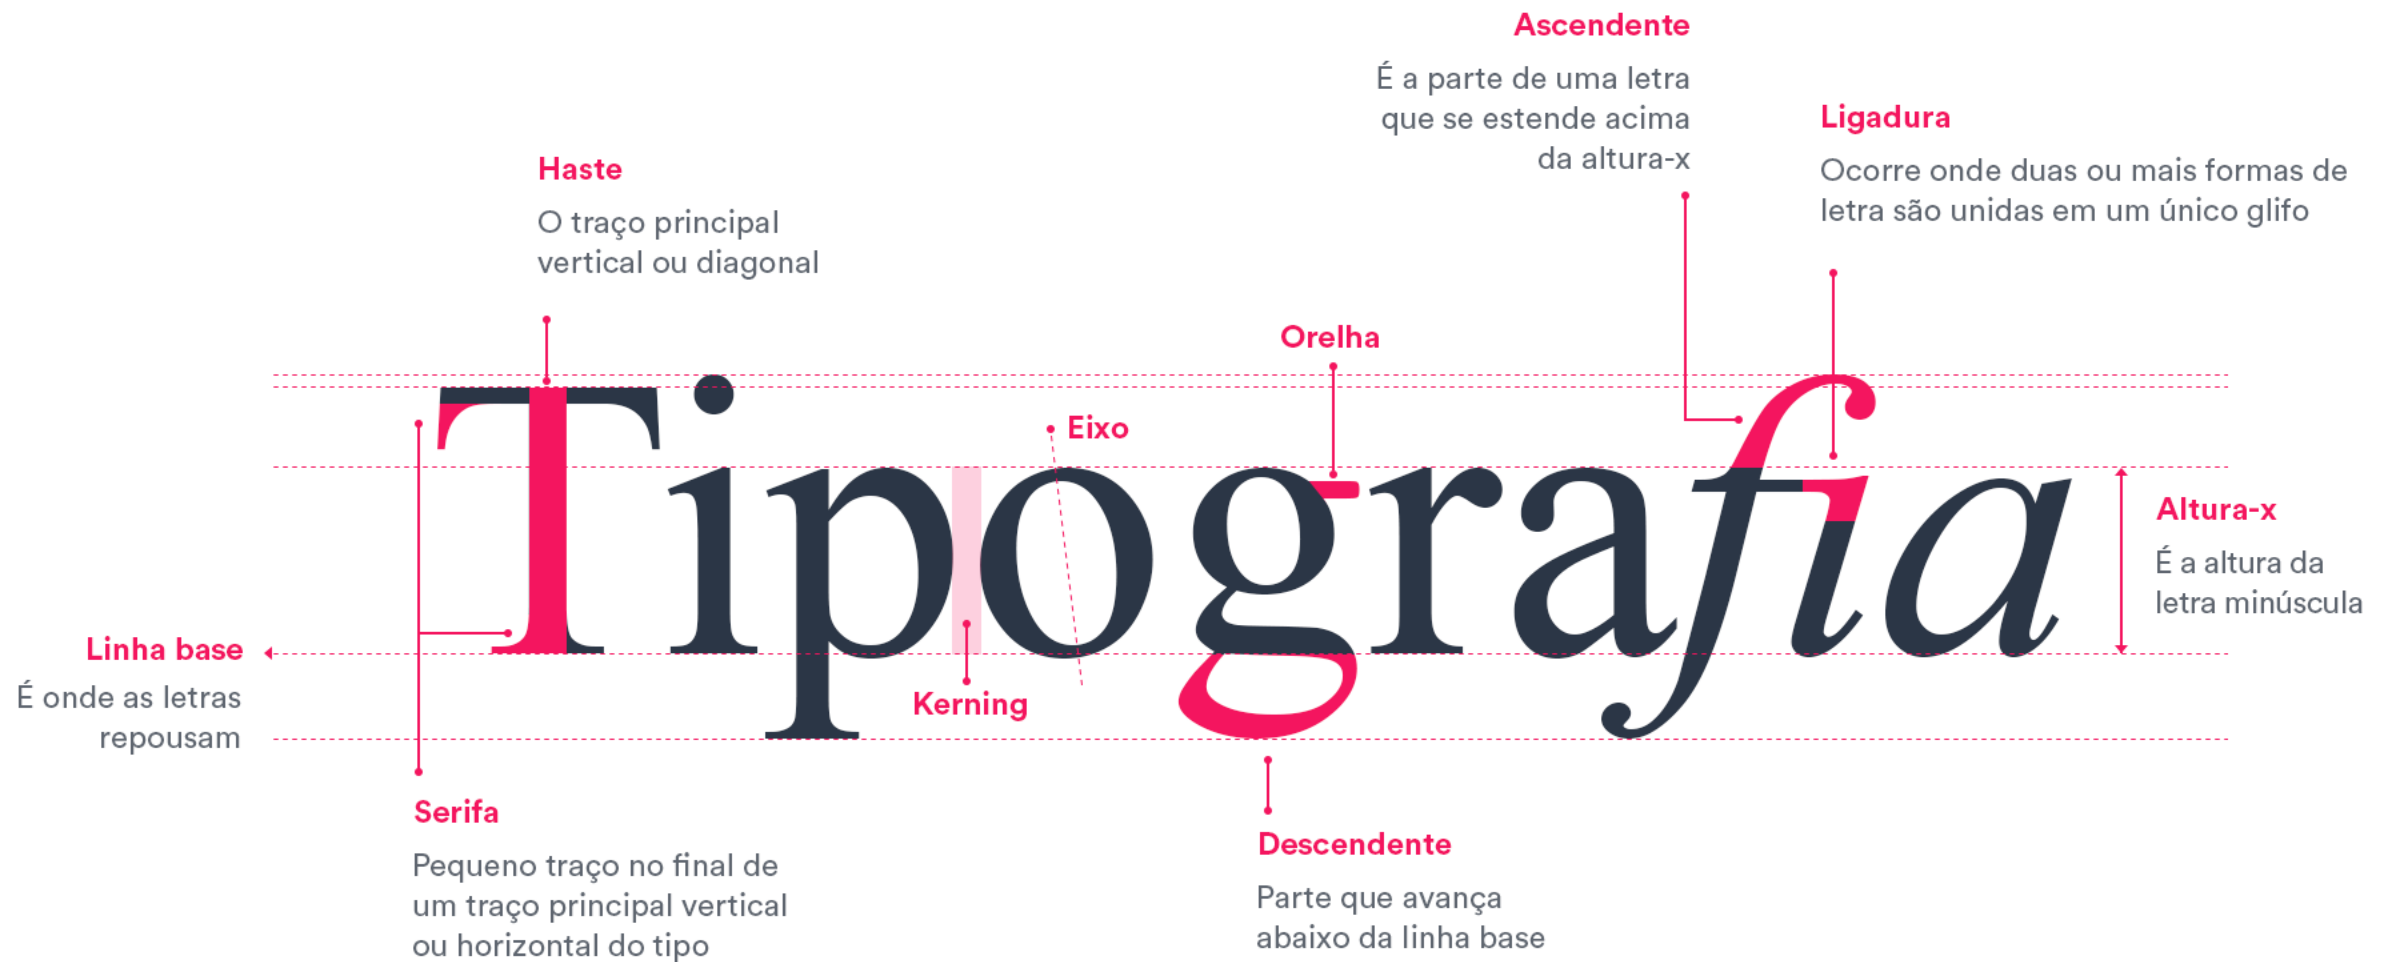 Ascendente
É a parte de uma letra
que se estende acima
da altura-x
Ligadura
Ocorre onde duas ou mais formas de
letra são unidas em um único glifo
Haste
O traço principal
vertical ou diagonal
Orelha
Eixo
Tipografia
Altura-x
É a altura da
letra minúscula
Linha base
É onde as letras
repousam
Kerning
Serifa
Pequeno traço no final de
um traço principal vertical
ou horizontal do tipo
Descendente
Parte que avança
abaixo da linha base